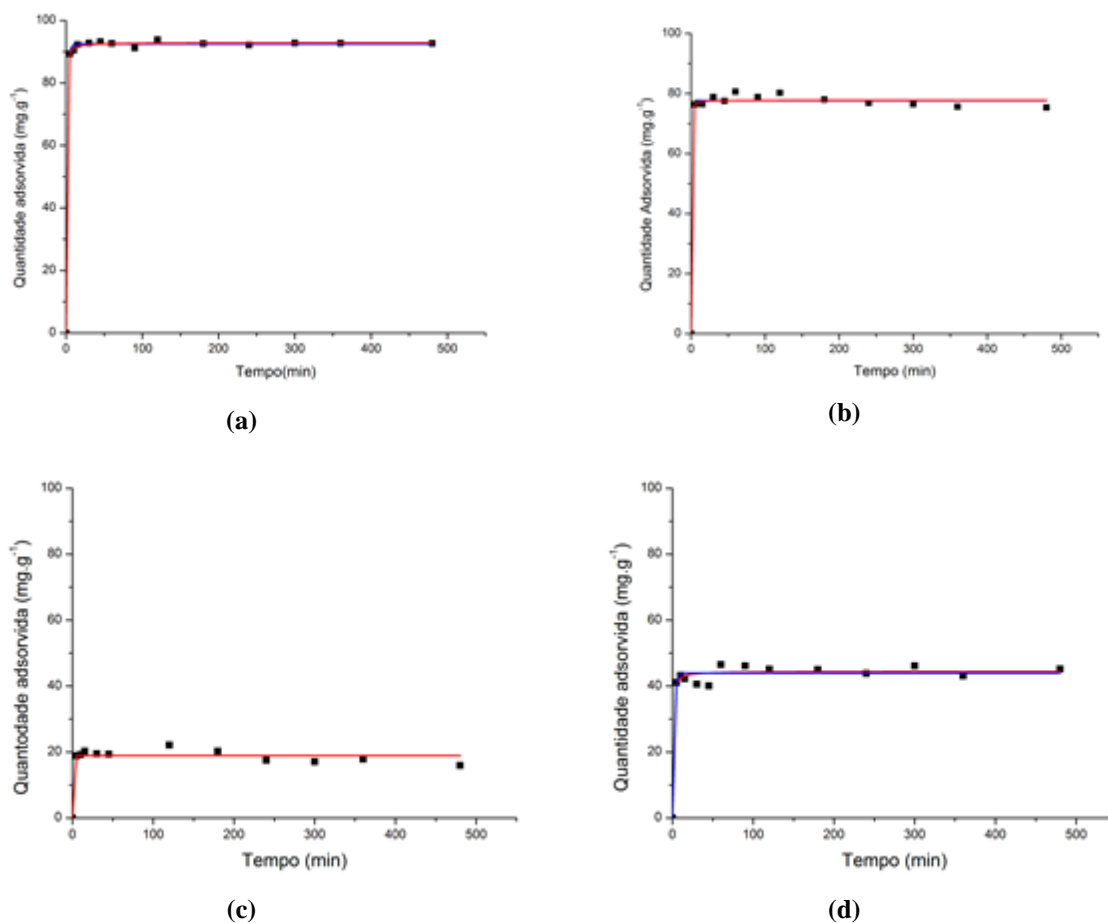 Quantidade adsorvida (mg.g⁻¹)
100
80
60
40
20
0
0 100 200 300 400 500
Tempo(min)
(a)
Quantidade Adsorvida (mg.g⁻¹)
100
80
60
40
20
0
0 100 200 300 400 500
Tempo (min)
(b)
Quantodade adsorvida (mg.g⁻¹)
100
80
60
40
20
0
0 100 200 300 400 500
Tempo (min)
(c)
Quantidade adsorvida (mg.g⁻¹)
100
80
60
40
20
0
0 100 200 300 400 500
Tempo (min)
(d)